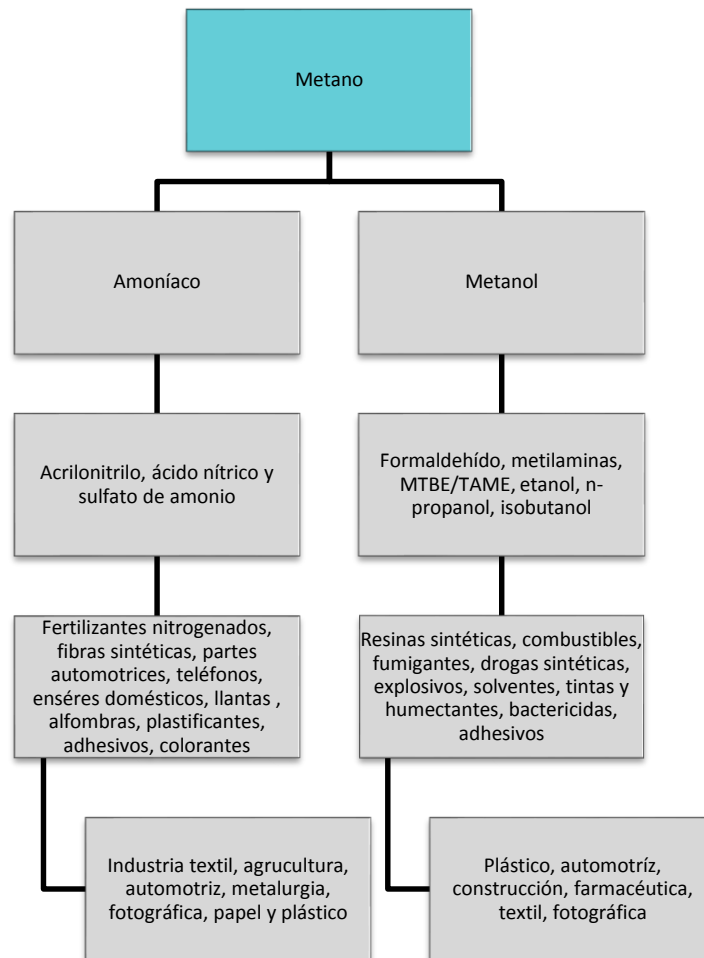 Metano
Amoníaco
Metanol
Acrilonitrilo, ácido nítrico y
sulfato de amonio
Formaldehído, metilaminas,
MTBE/TAME, etanol, n-
propanol, isobutanol
Fertilizantes nitrogenados,
fibras sintéticas, partes
automotrices, teléfonos,
enséres domésticos, llantas ,
alfombras, plastificantes,
adhesivos, colorantes
Resinas sintéticas, combustibles,
fumigantes, drogas sintéticas,
explosivos, solventes, tintas y
humectantes, bactericidas,
adhesivos
Industria textil, agrucultura,
automotriz, metalurgia,
fotográfica, papel y plástico
Plástico, automotríz,
construcción, farmacéutica,
textil, fotográfica